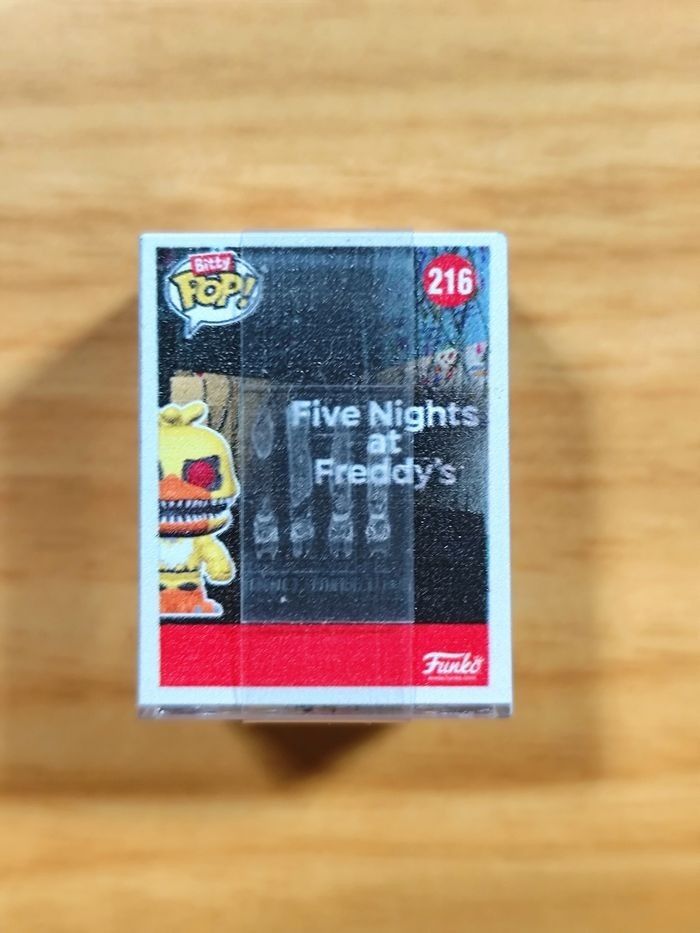 Bitty
POP!
216
Five Nights
at
Freddy's
Funko